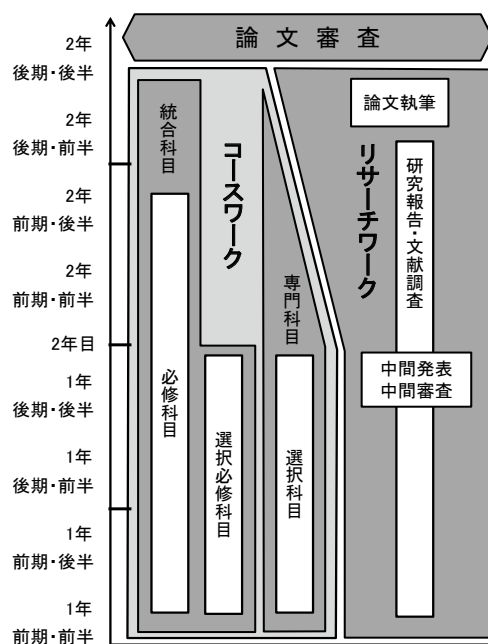 論文審査
2年
後期・後半
2年
後期・前半
2年
前期・後半
2年
前期・前半
2年目
1年
後期・後半
1年
後期・前半
1年
前期・後半
1年
前期・前半
統合科目
必修科目
コースワーク
選択必修科目
専門科目
選択科目
リサーチワーク
論文執筆
研究報告・文献調査
中間発表
中間審査